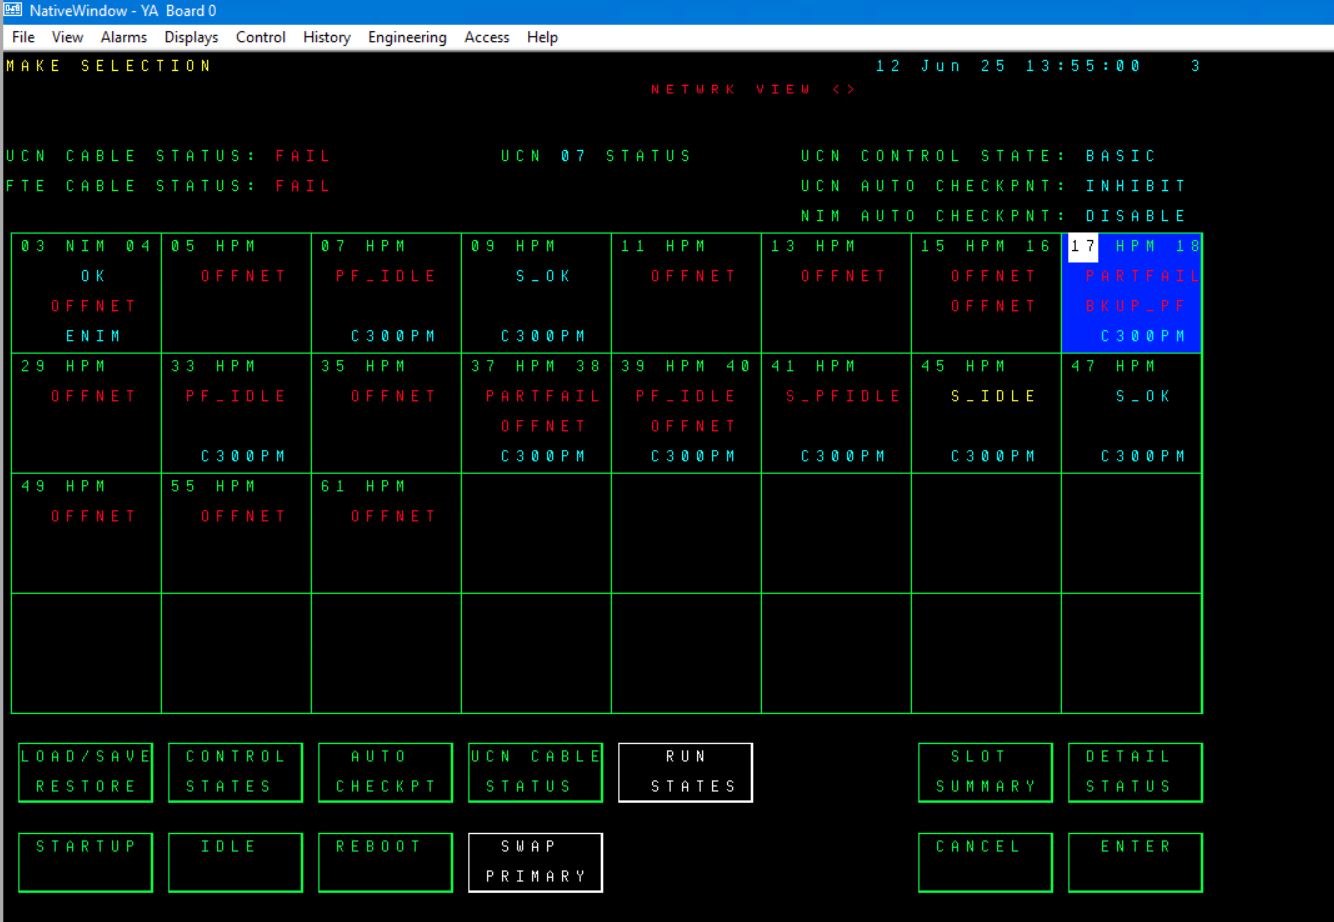 NativeWindow - YA Board 0
File View Alarms Displays Control History Engineering Access Help
MAKE SELECTION 12 Jun 25 13:55:00 3
NETWRK VIEW <>
UCN CABLE STATUS: FAIL UCN 07 STATUS UCN CONTROL STATE: BASIC
FTE CABLE STATUS: FAIL UCN AUTO CHECKPNT: INHIBIT
NIM AUTO CHECKPNT: DISABLE
03 NIM 04 05 HPM 07 HPM 09 HPM 11 HPM 13 HPM 15 HPM 16 17 HPM 18
OK OFFNET PF_IDLE S_OK OFFNET OFFNET OFFNET PARTFAIL
OFFNET OFFNET BKUP_PF
ENIM C300PM C300PM C300PM
29 HPM 33 HPM 35 HPM 37 HPM 38 39 HPM 40 41 HPM 45 HPM 47 HPM
OFFNET PF_IDLE OFFNET PARTFAIL PF_IDLE S_PFIDLE S_IDLE S_OK
OFFNET OFFNET
C300PM C300PM C300PM C300PM C300PM C300PM
49 HPM 55 HPM 61 HPM
OFFNET OFFNET OFFNET
LOAD/SAVE CONTROL AUTO UCN CABLE RUN SLOT DETAIL
RESTORE STATES CHECKPT STATUS STATES SUMMARY STATUS
STARTUP IDLE REBOOT SWAP CANCEL ENTER
PRIMARY